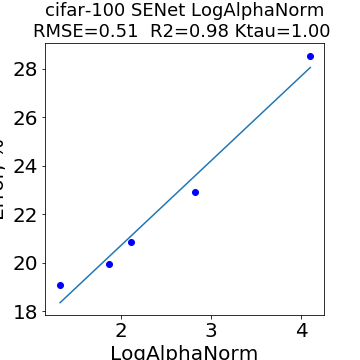 cifar-100 SENet LogAlphaNorm
RMSE=0.51 R2=0.98 Ktau=1.00
28
26
24
22
20
18
2 3 4
LogAlphaNorm